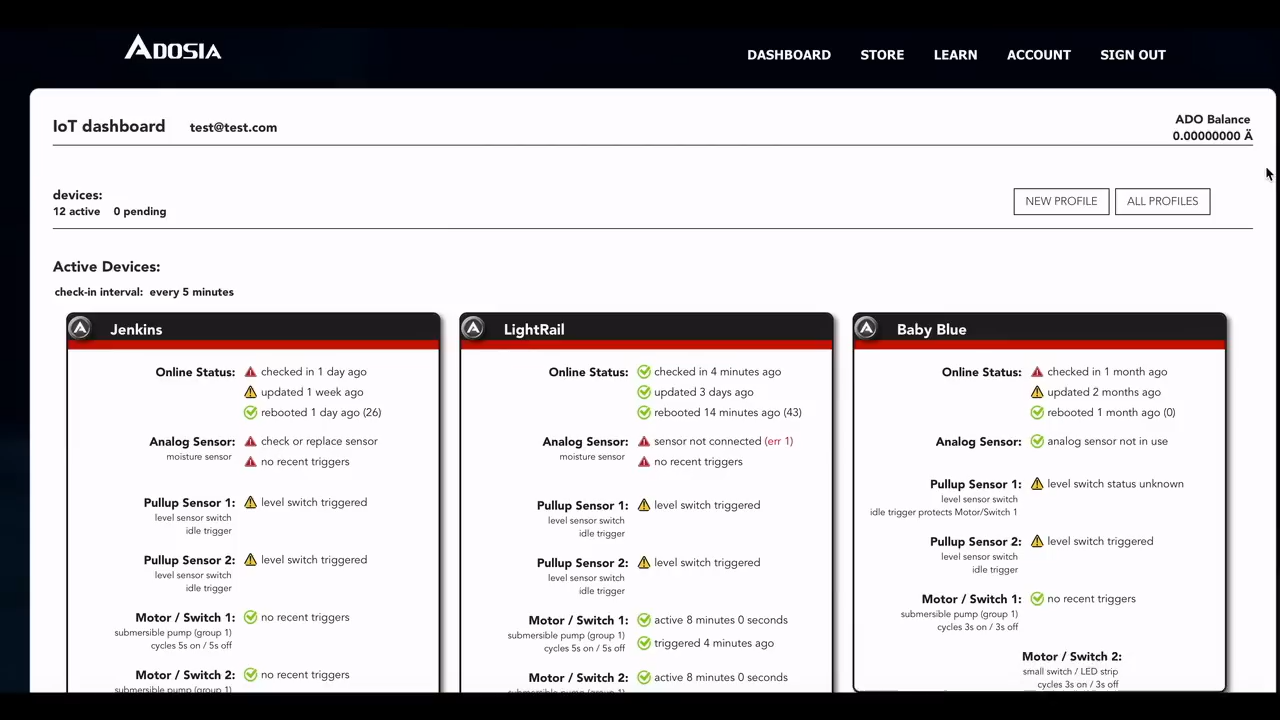 ADOSIA
DASHBOARD STORE LEARN ACCOUNT SIGN OUT
IoT dashboard test@test.com
ADO Balance
0.00000000 Ä
devices:
12 active 0 pending
NEW PROFILE ALL PROFILES
Active Devices:
check-in interval: every 5 minutes
Jenkins
Online Status: checked in 1 day ago
updated 1 week ago
rebooted 1 day ago (26)
Analog Sensor: check or replace sensor
moisture sensor
no recent triggers
Pullup Sensor 1: level switch triggered
level sensor switch
idle trigger
Pullup Sensor 2: level switch triggered
level sensor switch
idle trigger
Motor / Switch 1: no recent triggers
submersible pump (group 1)
cycles 5s on / 5s off
Motor / Switch 2: no recent triggers
submersible pump (group 1)
LightRail
Online Status: checked in 4 minutes ago
updated 3 days ago
rebooted 14 minutes ago (43)
Analog Sensor: sensor not connected (err 1)
moisture sensor
no recent triggers
Pullup Sensor 1: level switch triggered
level sensor switch
idle trigger
Pullup Sensor 2: level switch triggered
level sensor switch
idle trigger
Motor / Switch 1: active 8 minutes 0 seconds
submersible pump (group 1)
triggered 4 minutes ago
cycles 5s on / 5s off
Motor / Switch 2: active 8 minutes 0 seconds
submersible pump (group 1)
Baby Blue
Online Status: checked in 1 month ago
updated 2 months ago
rebooted 1 month ago (0)
Analog Sensor: analog sensor not in use
Pullup Sensor 1: level switch status unknown
level sensor switch
idle trigger protects Motor/Switch 1
Pullup Sensor 2: level switch triggered
level sensor switch
idle trigger
Motor / Switch 1: no recent triggers
submersible pump (group 1)
cycles 3s on / 3s off
Motor / Switch 2:
small switch / LED strip
cycles 3s on / 3s off